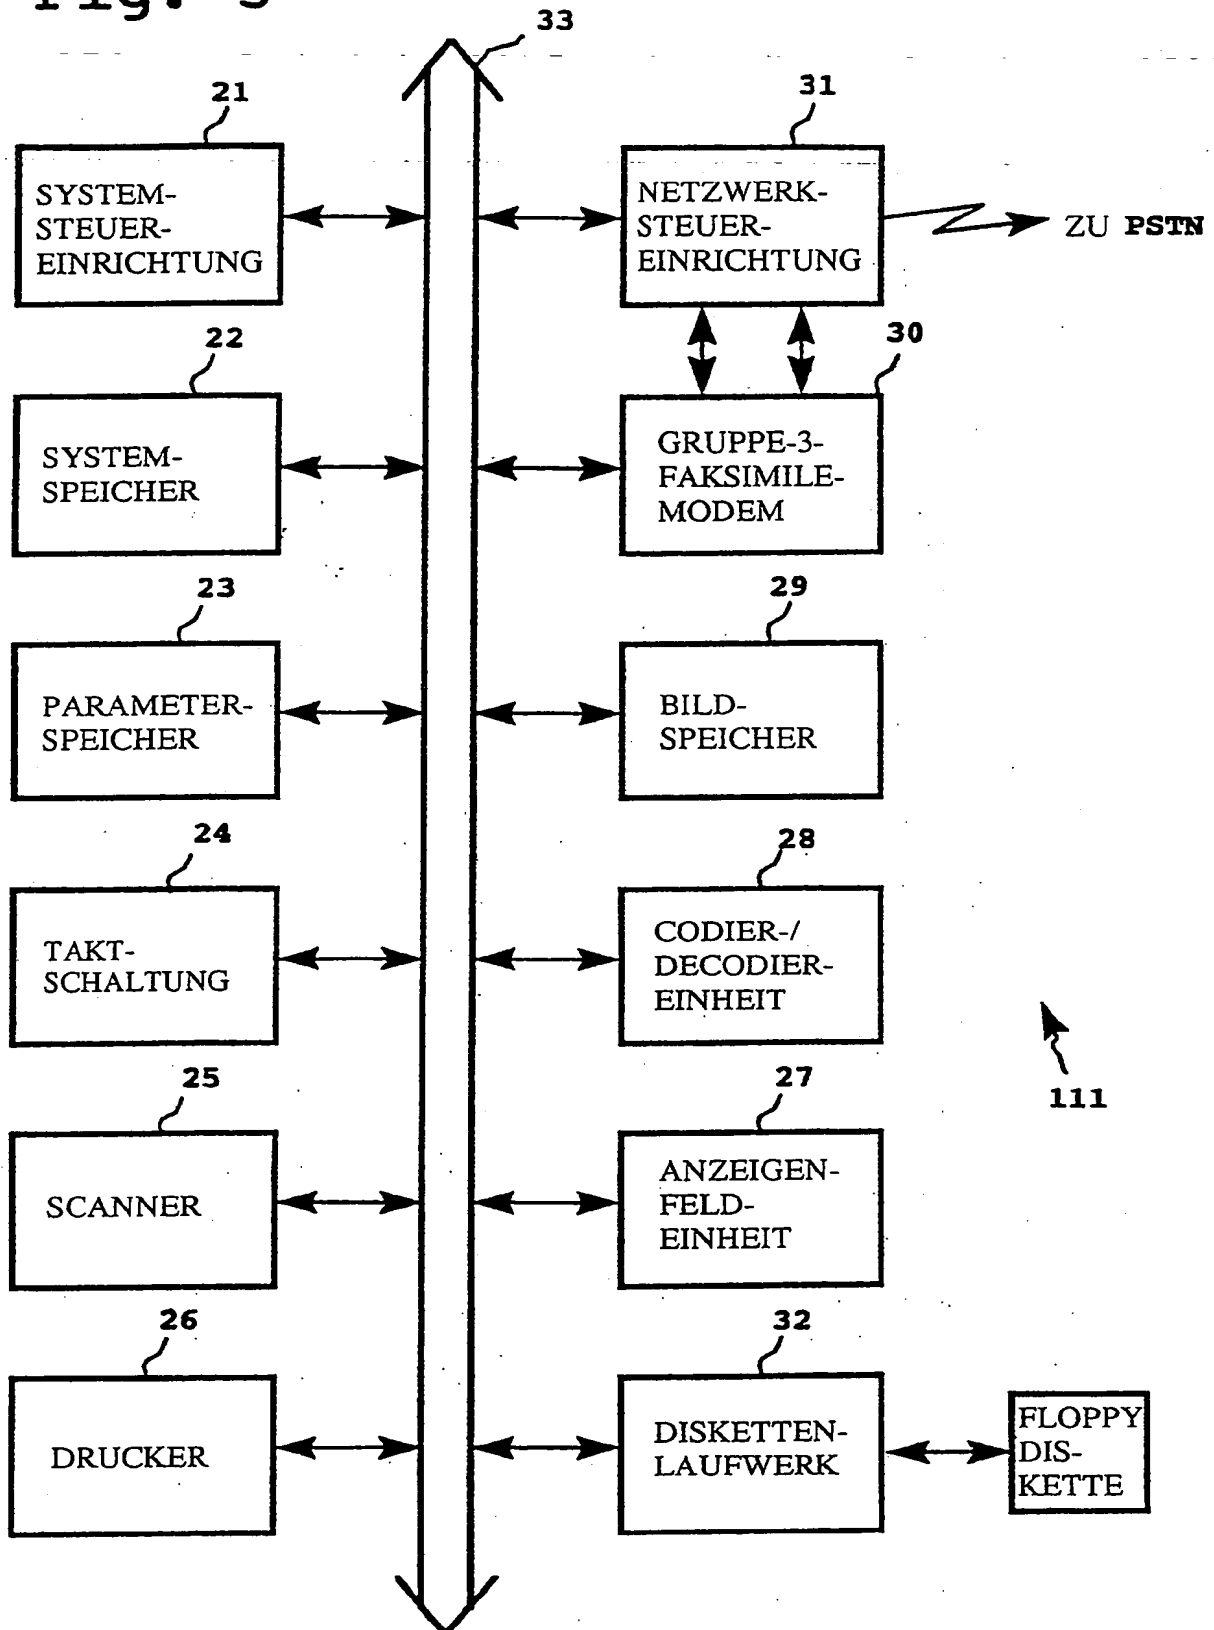 33
21
SYSTEM-
STEUER-
EINRICHTUNG
31
NETZWERK-
STEUER-
EINRICHTUNG
ZU PSTN
22
SYSTEM-
SPEICHER
30
GRUPPE-3-
FAKSIMILE-
MODEM
23
PARAMETER-
SPEICHER
29
BILD-
SPEICHER
24
TAKT-
SCHALTUNG
28
CODIER-/
DECODIER-
EINHEIT
111
25
SCANNER
27
ANZEIGEN-
FELD-
EINHEIT
26
DRUCKER
32
DISKETTEN-
LAUFWERK
FLOPPY
DIS-
KETTE